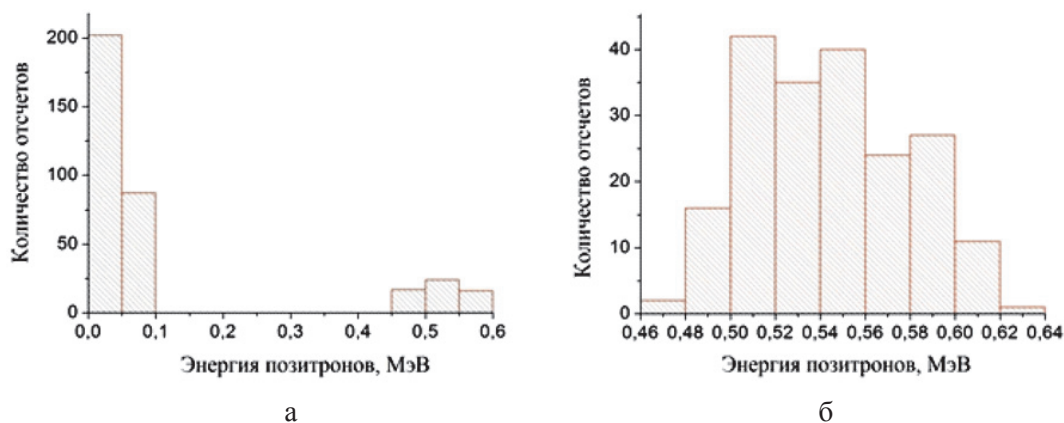 Количество отсчетов
200
150
100
50
0
0,0 0,1 0,2 0,3 0,4 0,5 0,6
Энергия позитронов, МэВ
а
Количество отсчетов
40
30
20
10
0
0,46 0,48 0,50 0,52 0,54 0,56 0,58 0,60 0,62 0,64
Энергия позитронов, МэВ
б